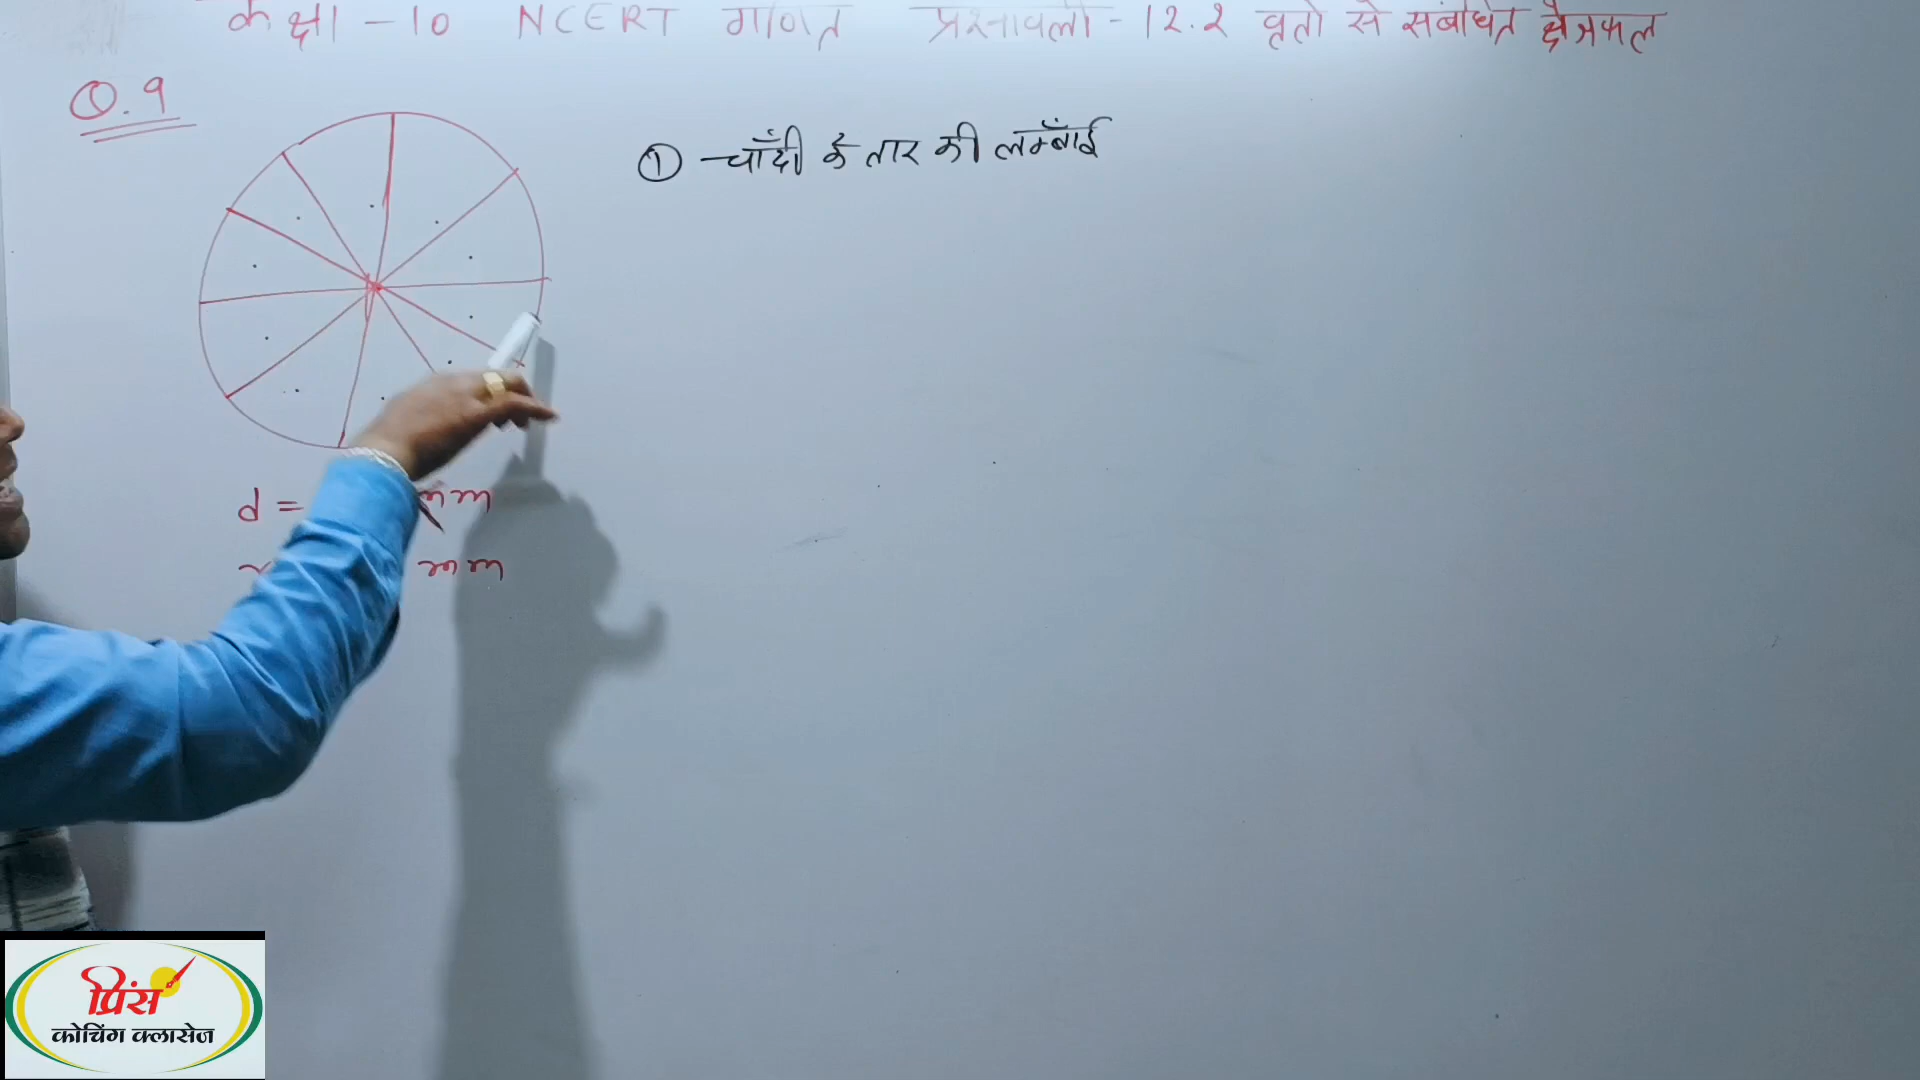 कक्षा - 10 NCERT गणित प्रश्नावली - 12.2 वृतो से संबंधित क्षेत्रफल
Q.9
① चाँदी के तार की लम्बाँई
d = mm
mm
प्रिंस
कोचिंग क्लासेज